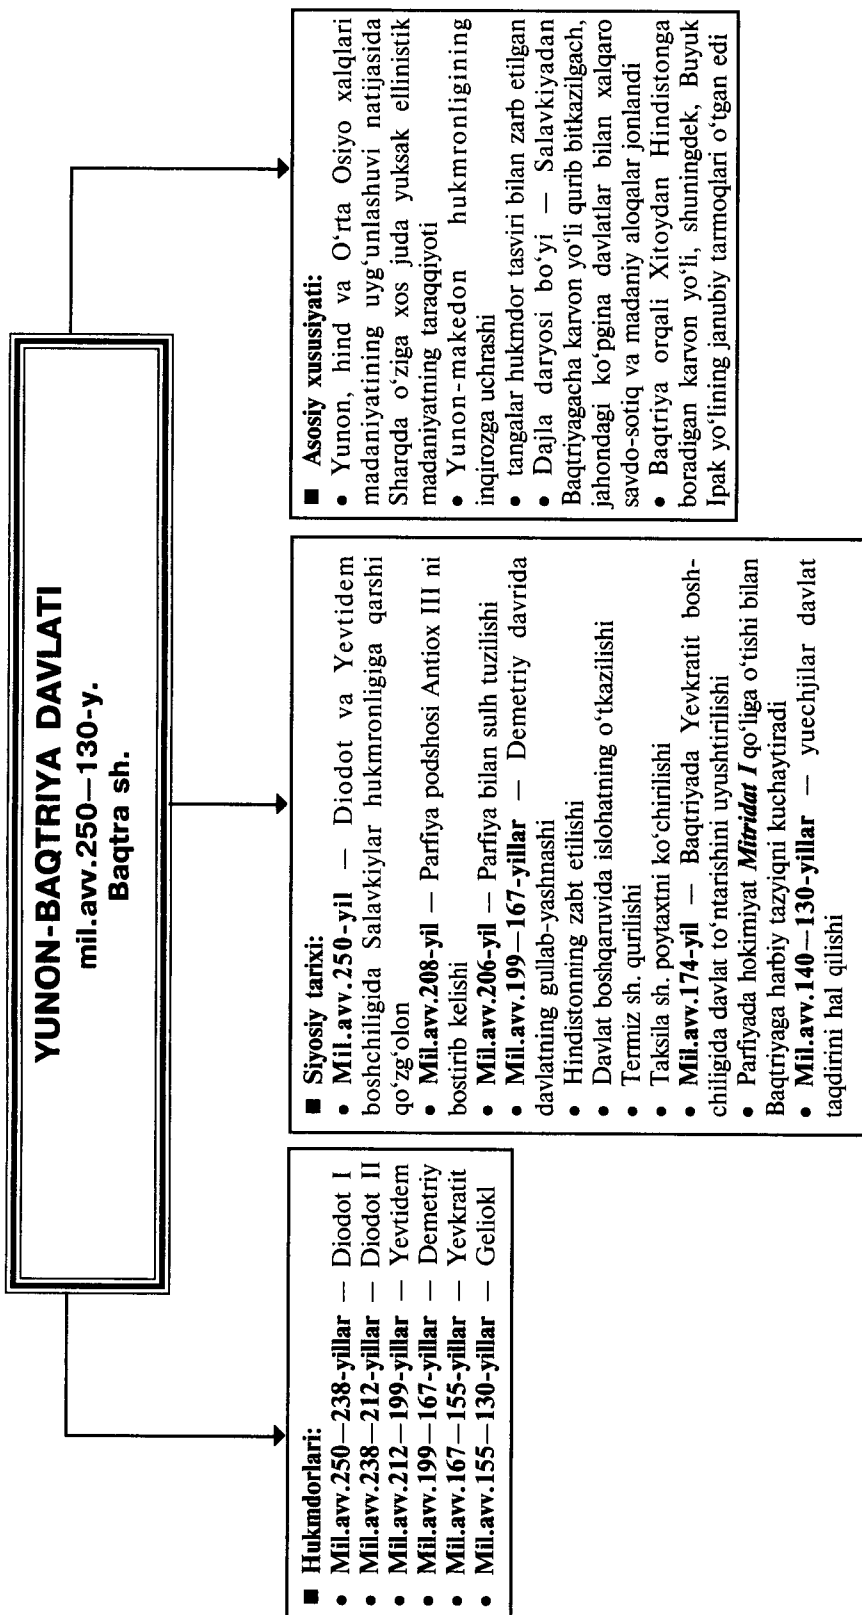 YUNON-BAQTRIYA DAVLATI
mil.avv.250—130-y.
Baqtra sh.
■ Hukmdorlari:
• Mil.avv.250—238-yillar — Diodot I
• Mil.avv.238—212-yillar — Diodot II
• Mil.avv.212—199-yillar — Yevtidem
• Mil.avv.199—167-yillar — Demetriy
• Mil.avv.167—155-yillar — Yevkratit
• Mil.avv.155—130-yillar — Geliokl
■ Siyosiy tarixi:
• Mil.avv.250-yil — Diodot va Yevtidem
boshchiligida Salavkiylar hukmronligiga qarshi
qo‘zg‘olon
• Mil.avv.208-yil — Parfiya podshosi Antiox III ni
bostirib kelishi
• Mil.avv.206-yil — Parfiya bilan sulh tuzilishi
• Mil.avv.199—167-yillar — Demetriy davrida
davlatning gullab-yashnashi
• Hindistonning zabt etilishi
• Davlat boshqaruvida islohatning o‘tkazilishi
• Termiz sh. qurilishi
• Taksila sh. poytaxtni ko‘chirilishi
• Mil.avv.174-yil — Baqtriyada Yevkratit bosh-
chiligida davlat to‘ntarishini uyushtirilishi
• Parfiyada hokimiyat Mitridat I qo‘liga o‘tishi bilan
Baqtriyaga harbiy tazyiqni kuchaytiradi
• Mil.avv.140—130-yillar — yuechjilar davlat
taqdirini hal qilishi
■ Asosiy xususiyati:
• Yunon, hind va O‘rta Osiyo xalqlari
madaniyatining uyg‘unlashuvi natijasida
Sharqda o‘ziga xos juda yuksak ellinistik
madaniyatning taraqqiyoti
• Yunon-makedon hukmronligining
inqirozga uchrashi
• tangalar hukmdor tasviri bilan zarb etilgan
• Dajla daryosi bo‘yi — Salavkiyadan
Baqtriyagacha karvon yo‘li qurib bitkazilgach,
jahondagi ko‘pgina davlatlar bilan xalqaro
savdo-sotiq va madaniy aloqalar jonlandi
• Baqtriya orqali Xitoydan Hindistonga
boradigan karvon yo‘li, shuningdek, Buyuk
Ipak yo‘lining janubiy tarmoqlari o‘tgan edi